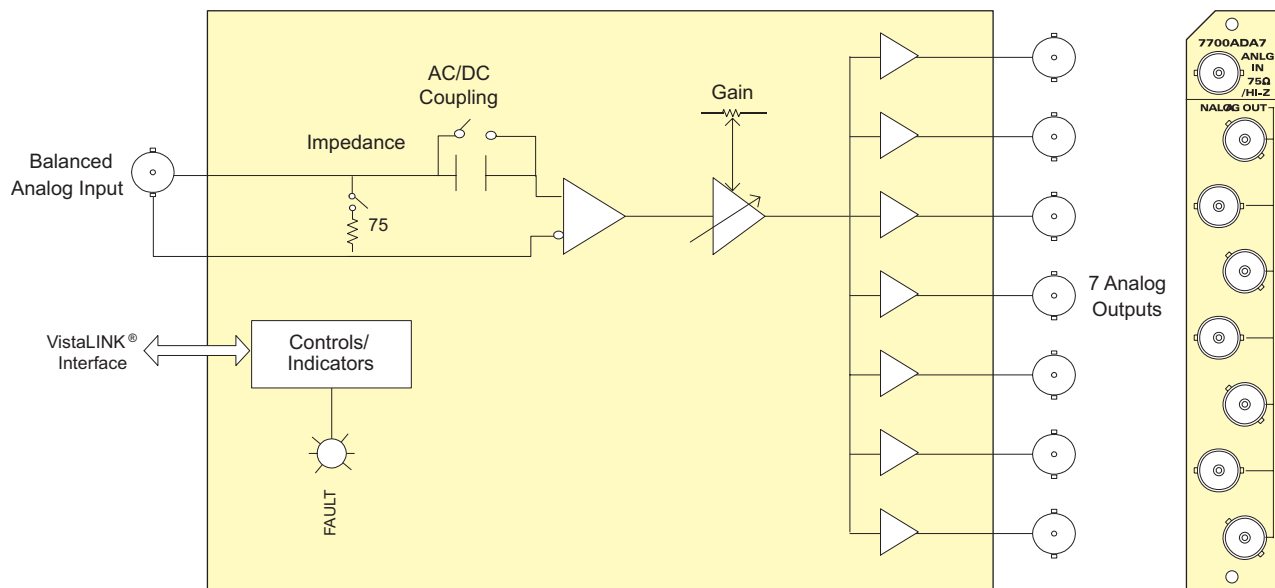 AC/DC
Coupling
Gain
Impedance
Balanced
Analog Input
75
7 Analog
Outputs
VistaLINK®
Interface
Controls/
Indicators
FAULT
7700ADA7
ANLG
IN
75Ω
/HI-Z
NALOG OUT